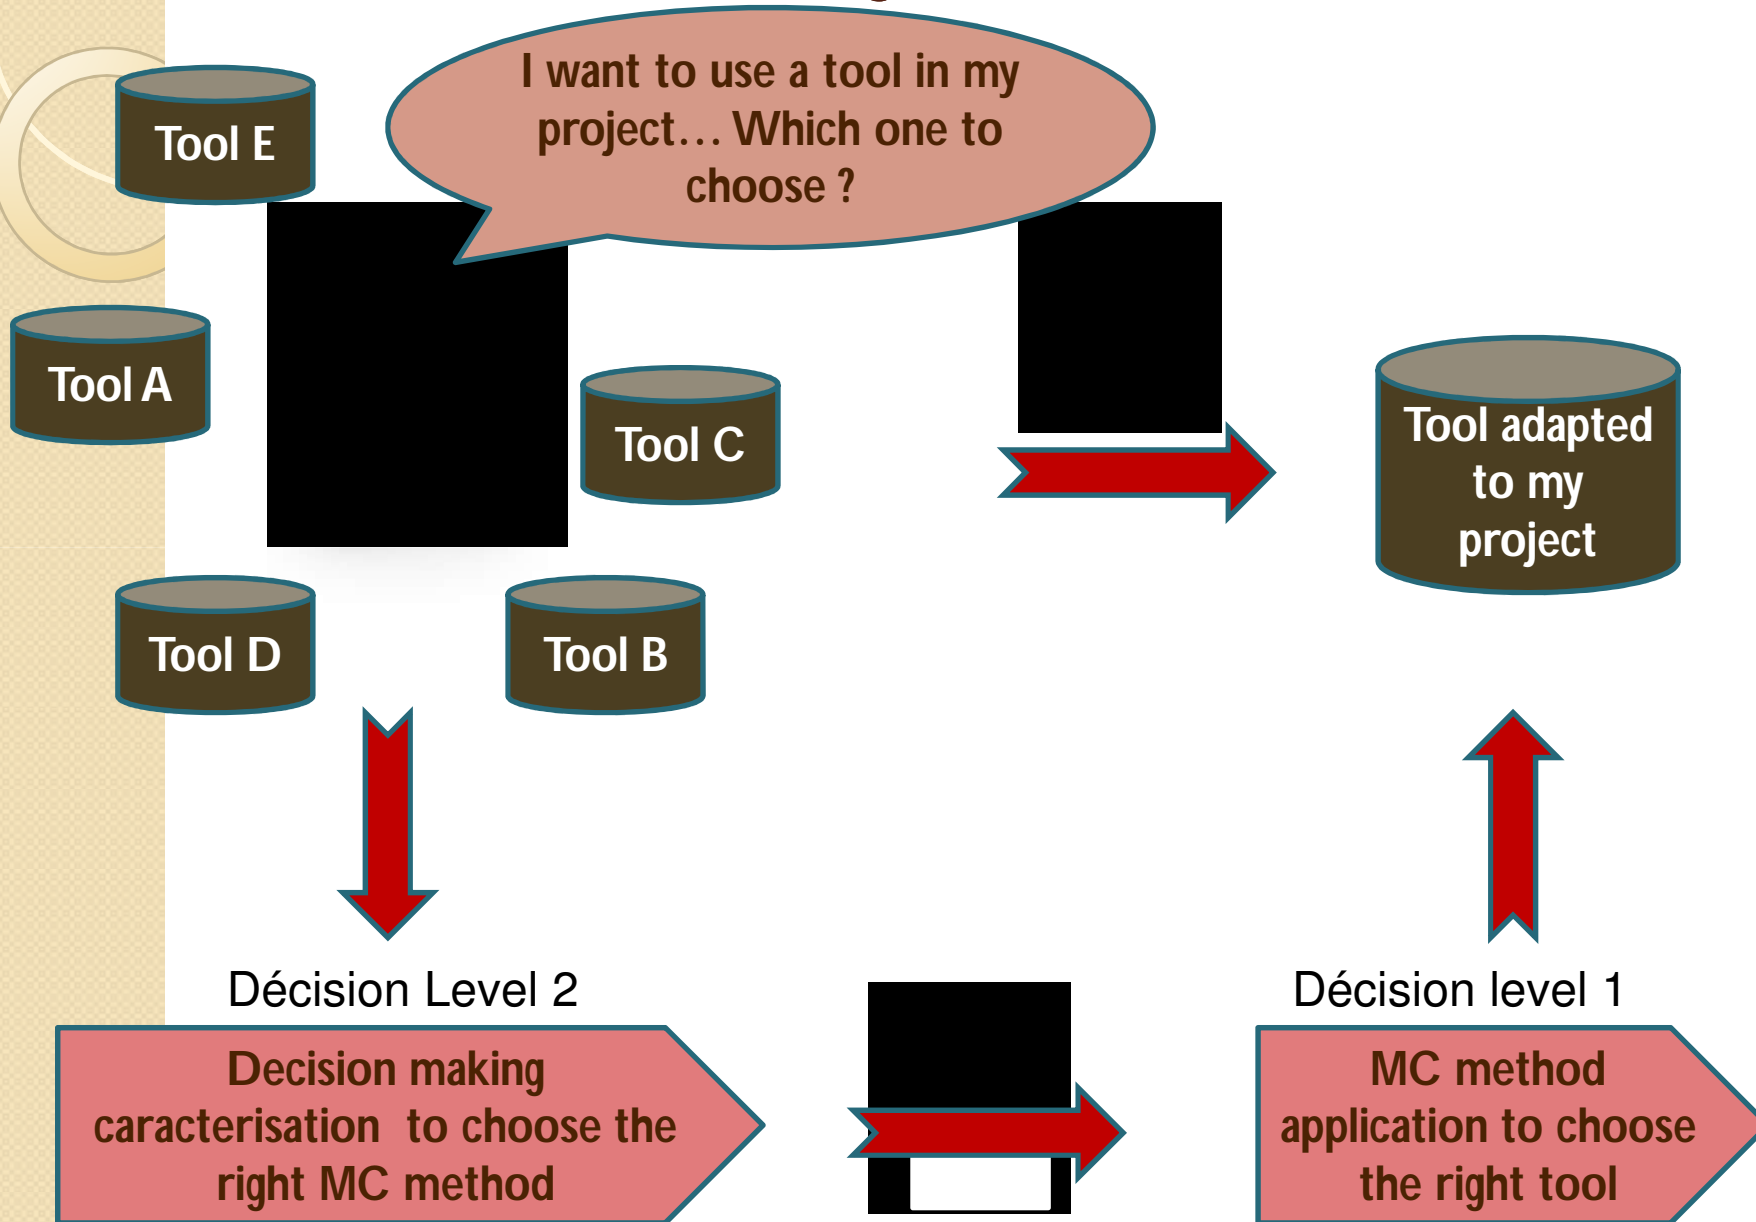 I want to use a tool in my
project… Which one to
choose ?
Tool E
Tool A
Tool C
Tool adapted
to my
project
Tool D
Tool B
Décision Level 2
Décision level 1
Decision making
caracterisation to choose the
right MC method
MC method
application to choose
the right tool